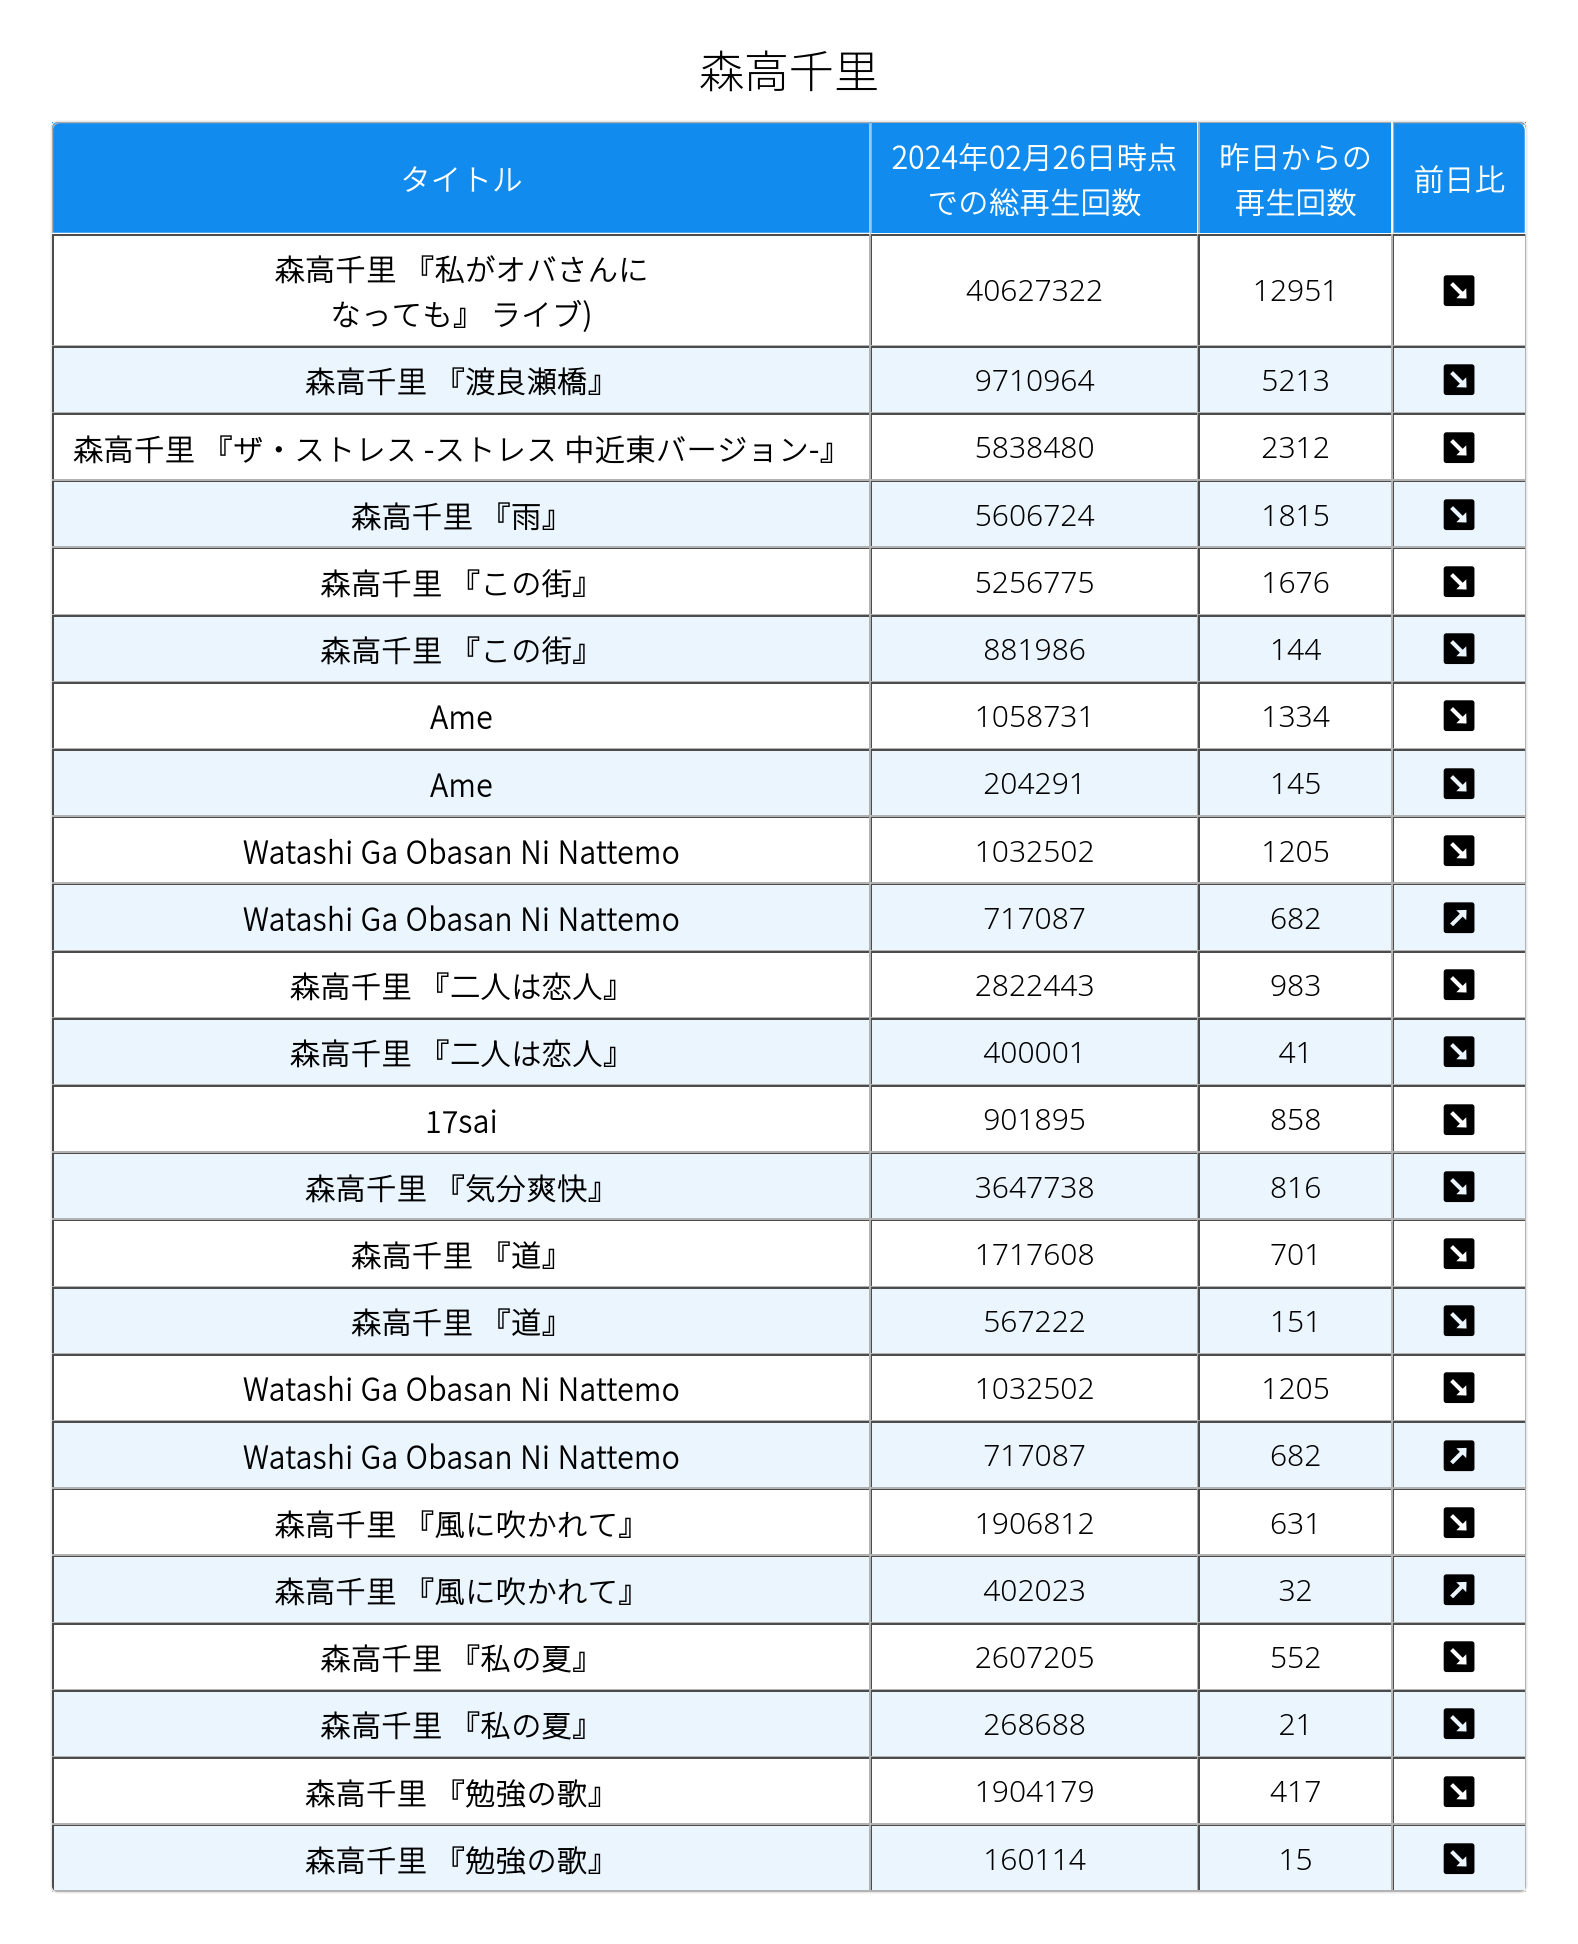 森高千里
タイトル
2024年02月26日時点
での総再生回数
昨日からの
再生回数
前日比
森高千里 『私がオバさんに
なっても』 ライブ)
40627322
12951
森高千里 『渡良瀬橋』
9710964
5213
森高千里 『ザ・ストレス -ストレス 中近東バージョン-』
5838480
2312
森高千里 『雨』
5606724
1815
森高千里 『この街』
5256775
1676
森高千里 『この街』
881986
144
Ame
1058731
1334
Ame
204291
145
Watashi Ga Obasan Ni Nattemo
1032502
1205
Watashi Ga Obasan Ni Nattemo
717087
682
森高千里 『二人は恋人』
2822443
983
森高千里 『二人は恋人』
400001
41
17sai
901895
858
森高千里 『気分爽快』
3647738
816
森高千里 『道』
1717608
701
森高千里 『道』
567222
151
Watashi Ga Obasan Ni Nattemo
1032502
1205
Watashi Ga Obasan Ni Nattemo
717087
682
森高千里 『風に吹かれて』
1906812
631
森高千里 『風に吹かれて』
402023
32
森高千里 『私の夏』
2607205
552
森高千里 『私の夏』
268688
21
森高千里 『勉強の歌』
1904179
417
森高千里 『勉強の歌』
160114
15